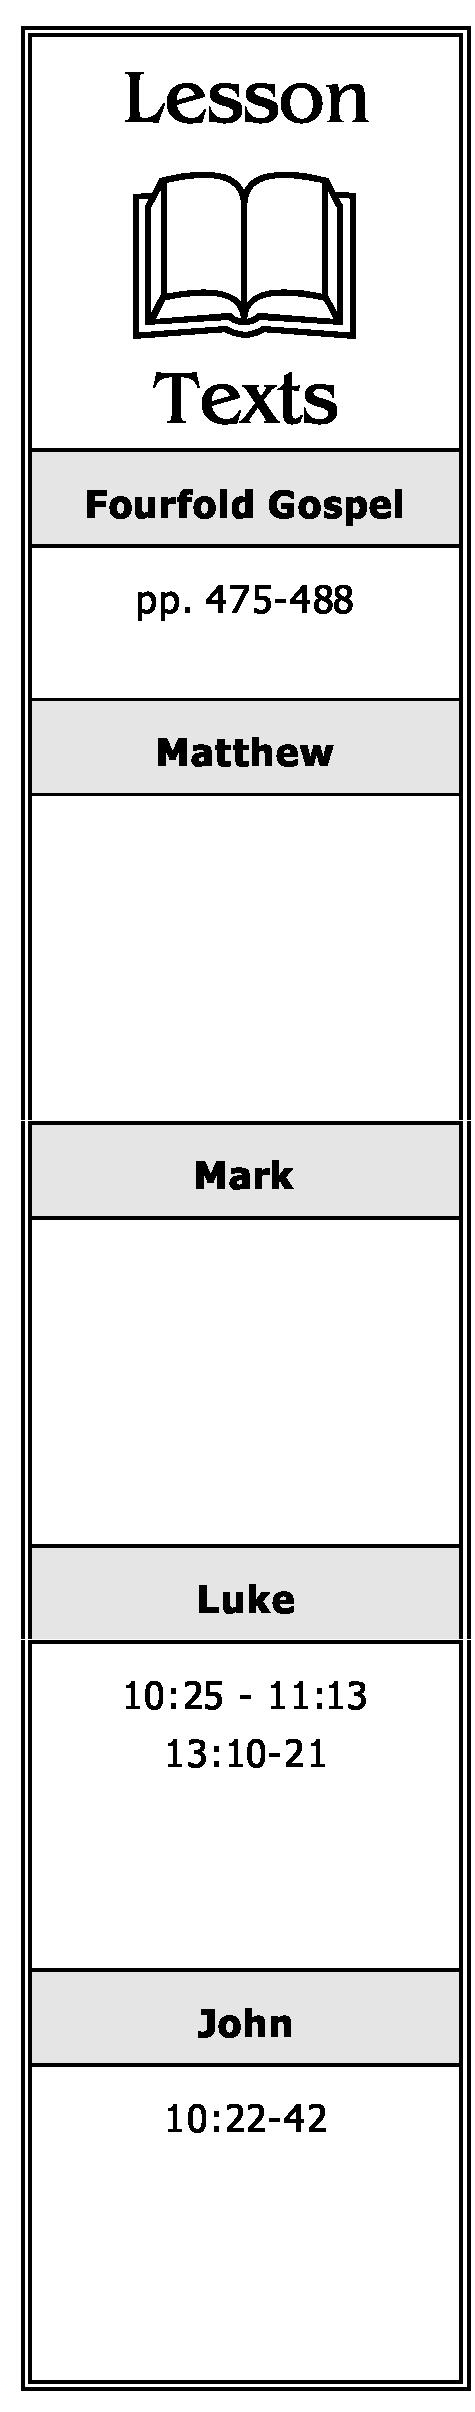 Lesson
Texts
Fourfold Gospel
pp. 475-488
Matthew
Mark
Luke
10:25 - 11:13
13:10-21
John
10:22-42